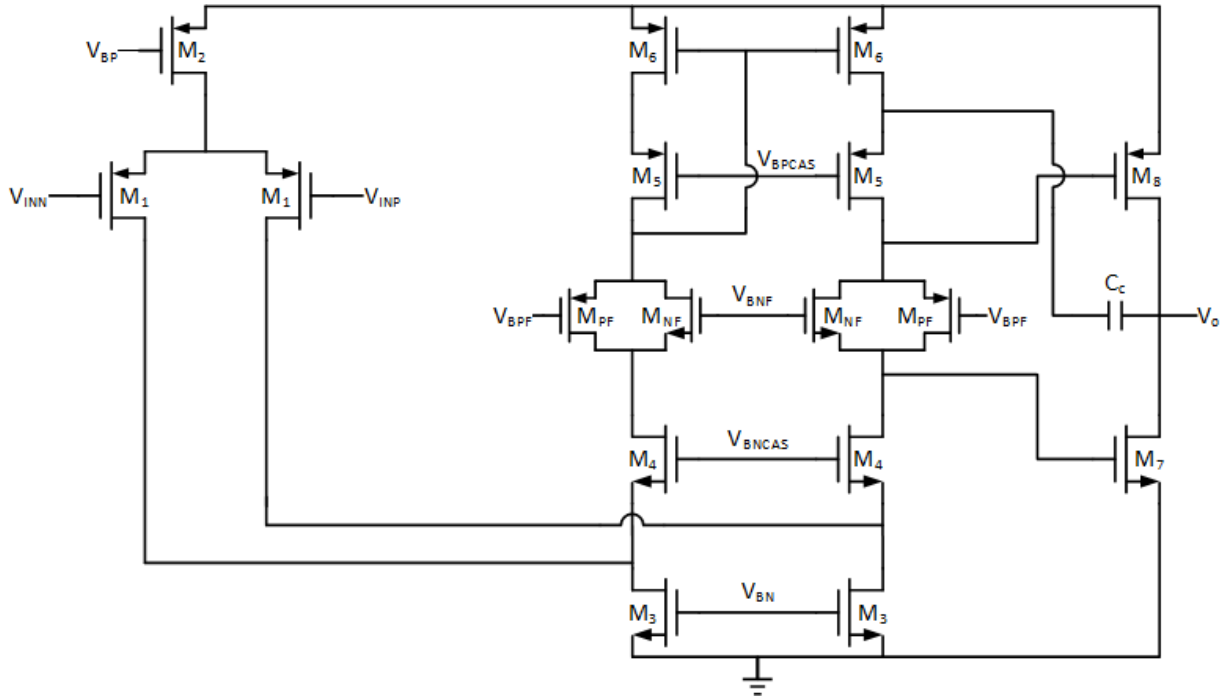 V_BP
M_2
M_6
M_6
V_INN
M_1
M_1
V_INP
M_5
V_BPCAS
M_5
M_8
V_BPF
M_PF
M_NF
V_BNF
M_NF
M_PF
V_BPF
C_c
V_o
M_4
V_BNCAS
M_4
M_7
M_3
V_BN
M_3